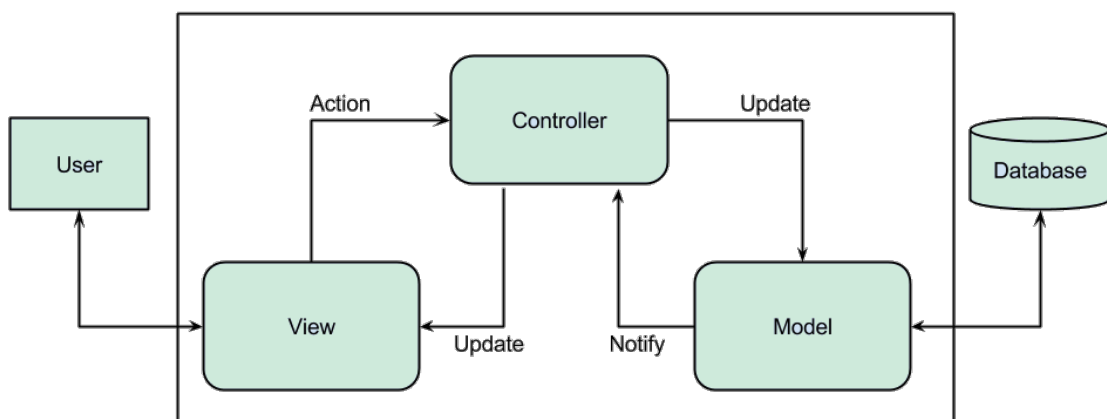 Action
Controller
Update
User
Database
View
Update
Notify
Model